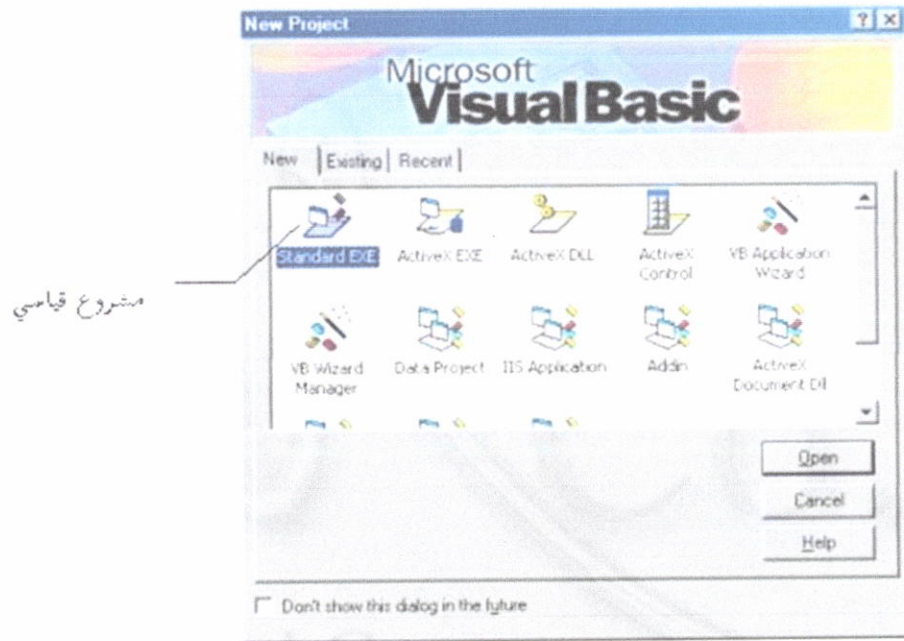 New Project
Microsoft
Visual Basic
New Existing Recent
Standard EXE ActiveX EXE ActiveX DLL ActiveX Control VB Application Wizard
مشروع قياسي
VB Wizard Manager Data Project IIS Application Addin ActiveX Document Dll
Open
Cancel
Help
Don't show this dialog in the future